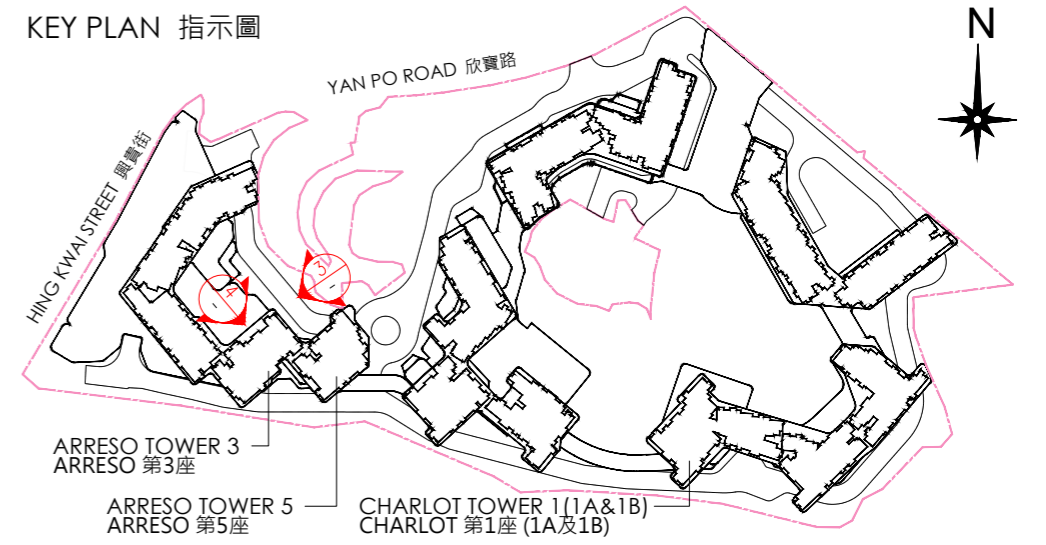 KEY PLAN 指示圖
N
YAN PO ROAD 欣寶路
HING KWAI STREET 興貴街
3
-
4
-
ARRESO TOWER 3
ARRESO 第3座
ARRESO TOWER 5
ARRESO 第5座
CHARLOT TOWER 1(1A&1B)
CHARLOT 第1座 (1A及1B)